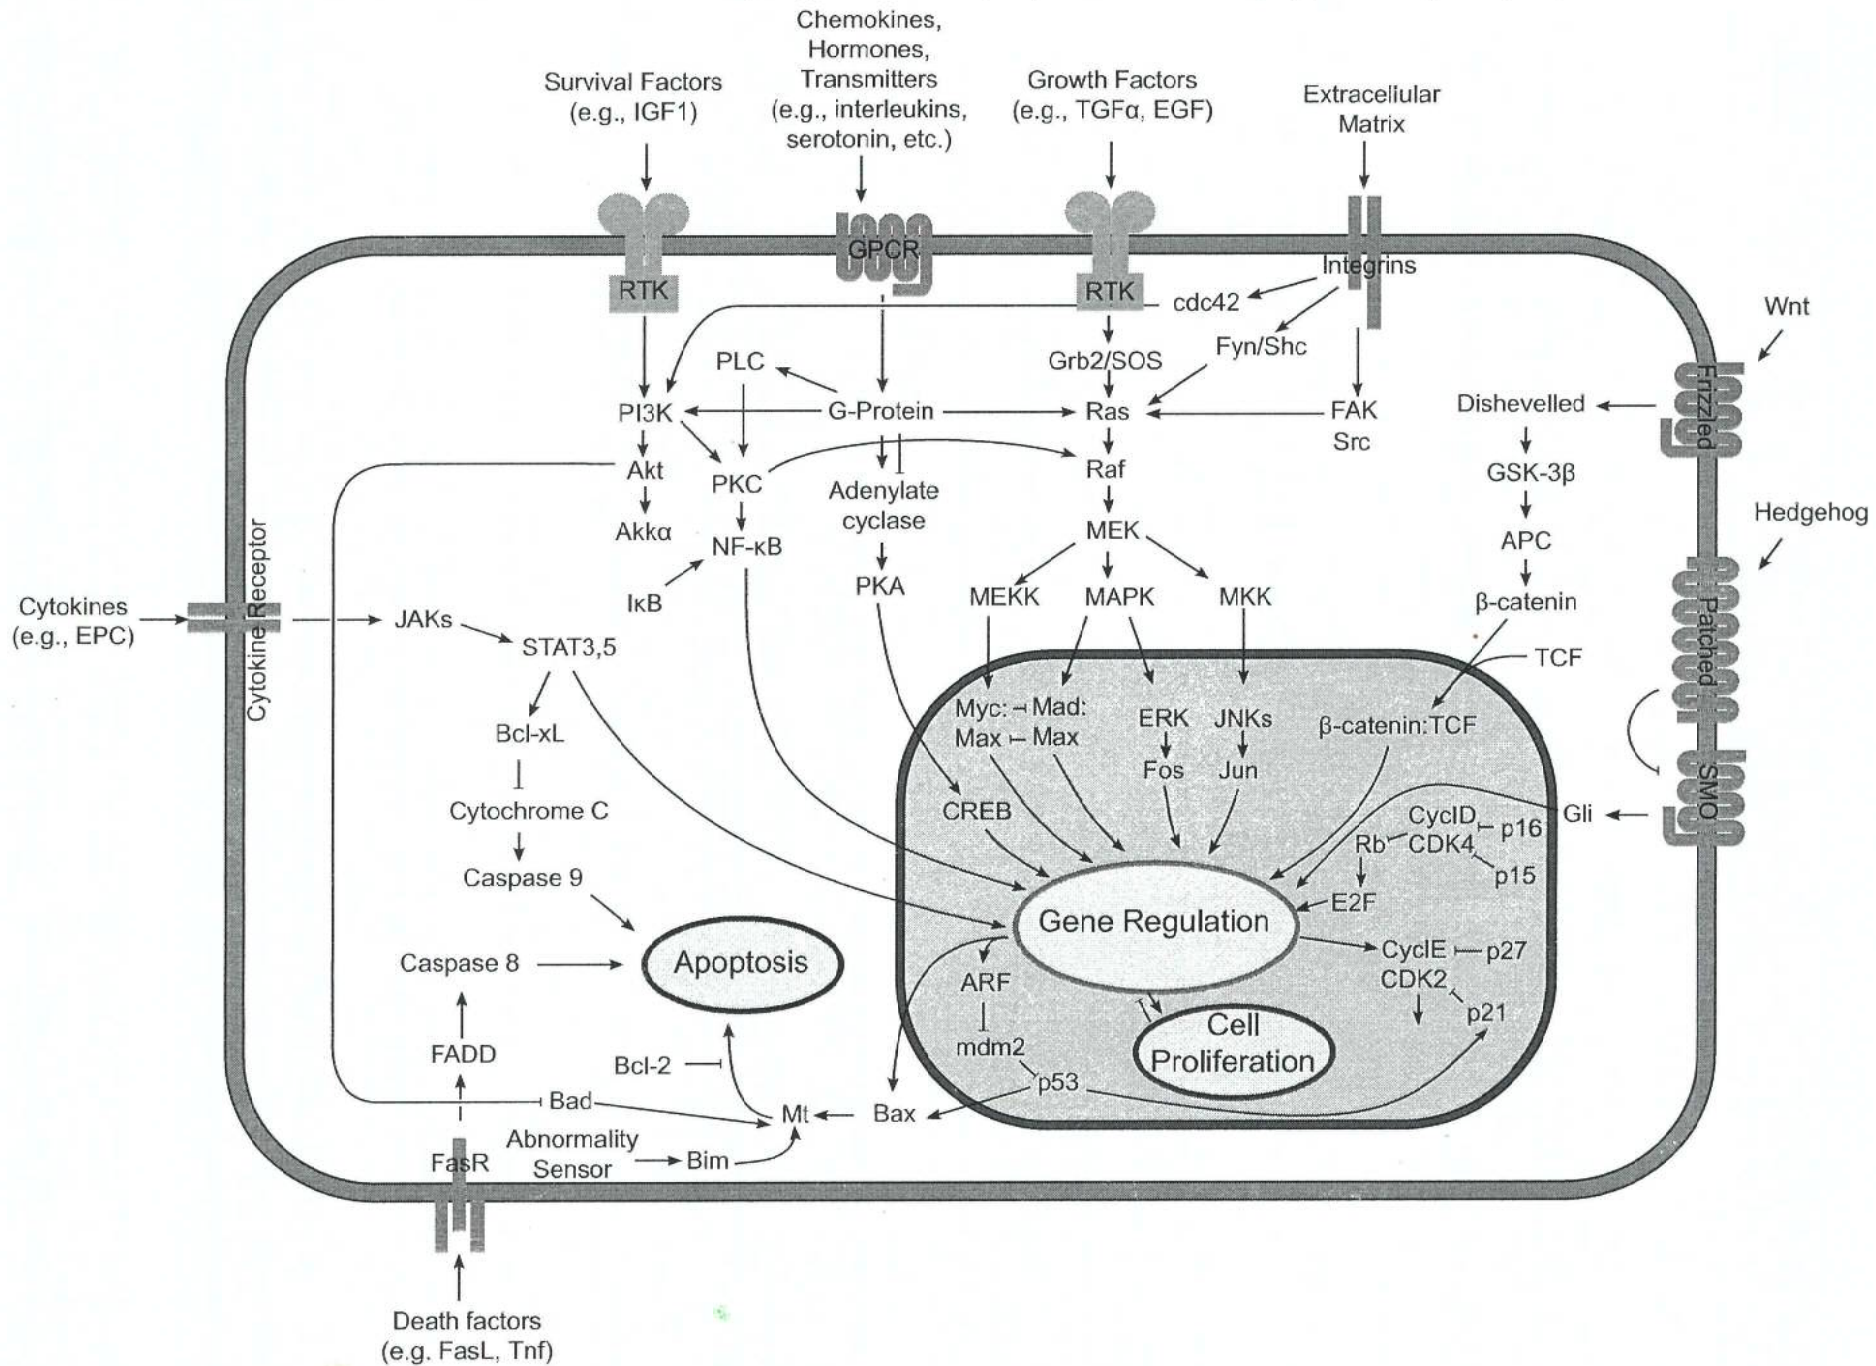 Chemokines,
Hormones,
Transmitters
(e.g., interleukins,
serotonin, etc.)
Survival Factors
(e.g., IGF1)
Growth Factors
(e.g., TGFα, EGF)
Extracellular
Matrix
RTK
GPCR
RTK
Integrins
cdc42
Wnt
Fyn/Shc
Grb2/SOS
PLC
PI3K
G-Protein
Ras
FAK
Src
Dishevelled
Frizzled
Akt
PKC
Adenylate
cyclase
Raf
GSK-3β
Hedgehog
Akkα
NF-κB
MEK
APC
IκB
PKA
MEKK
MAPK
MKK
β-catenin
Patched
Cytokines
(e.g., EPC)
Cytokine Receptor
JAKs
STAT3,5
TCF
Myc:
Max
Mad:
Max
ERK
JNKs
β-catenin:TCF
Bcl-xL
Fos
Jun
SMO
Cytochrome C
CREB
Gli
CyclD
CDK4
p16
Rb
p15
Caspase 9
E2F
Gene Regulation
Caspase 8
Apoptosis
ARF
CyclE
CDK2
p27
p21
FADD
Bcl-2
mdm2
Cell
Proliferation
p53
Bad
Mt
Bax
Abnormality
Sensor
Bim
FasR
Death factors
(e.g. FasL, Tnf)